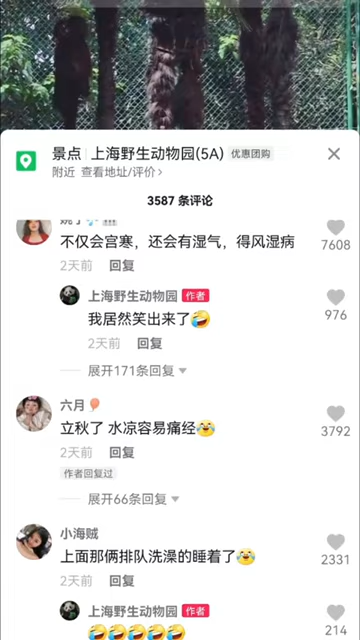 景点 | 上海野生动物园(5A) 优惠团购
附近 查看地址/评价 >
3587 条评论
不仅会宫寒，还会有湿气，得风湿病
7608
2天前 回复
上海野生动物园 作者
我居然笑出来了🤣
976
2天前 回复
展开171条回复
六月🎈
立秋了 水凉容易痛经😂
3792
2天前 回复
作者回复过
展开66条回复
小海贼
上面那俩排队洗澡的睡着了😂
2331
2天前 回复
上海野生动物园 作者
🤣🤣🤣🤣🤣
214